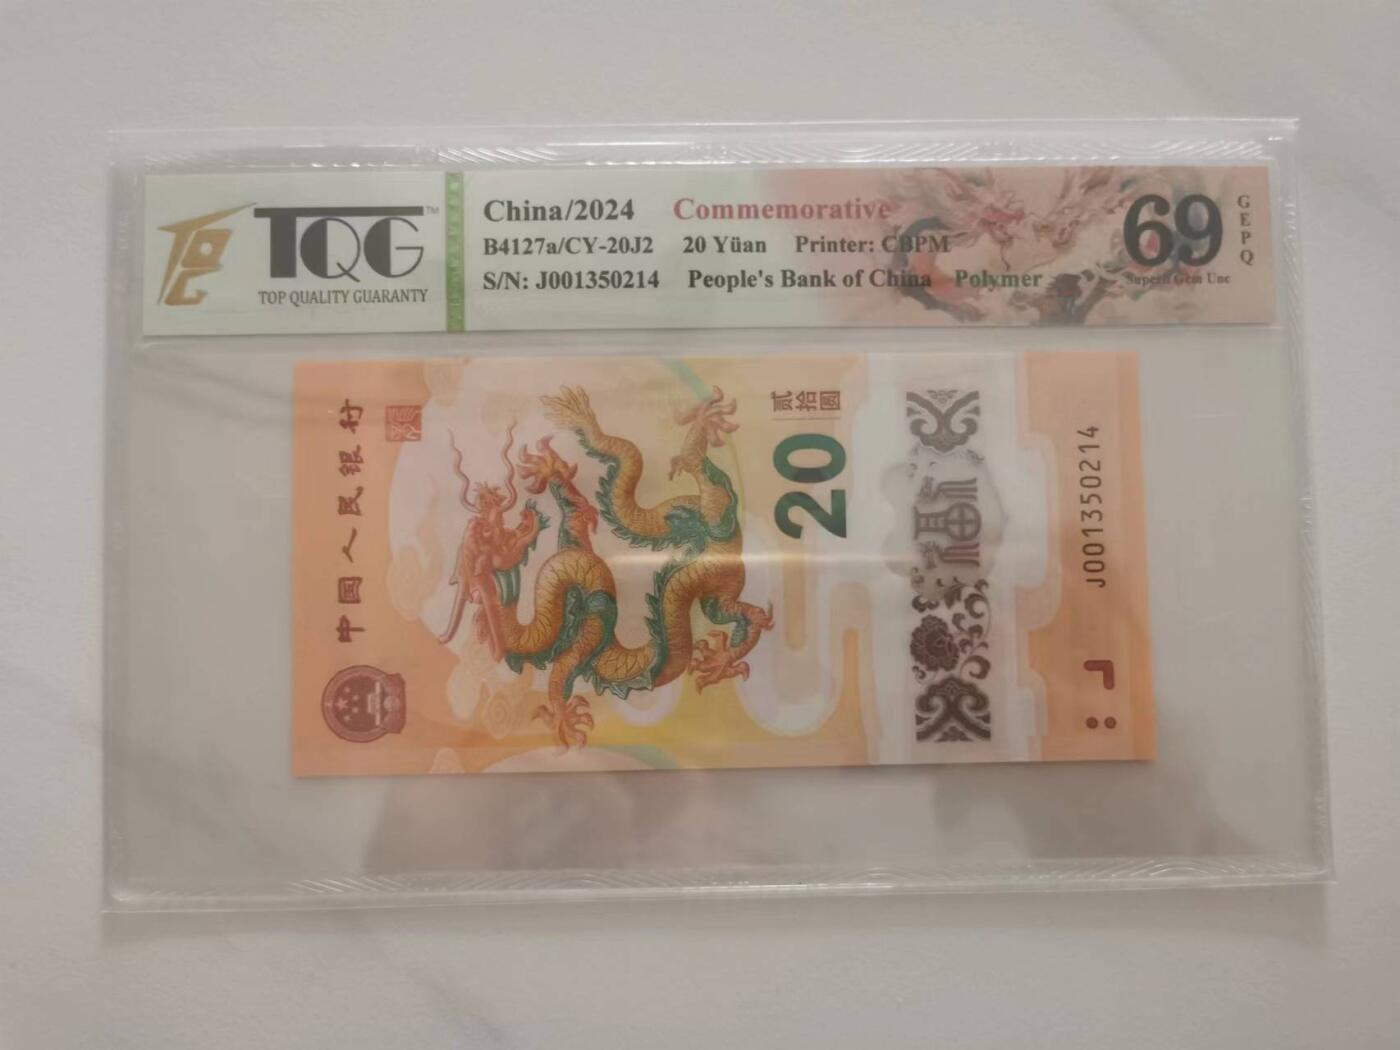 TQG™
TOP QUALITY GUARANTY
China/2024 Commemorative
B4127a/CY-20J2 20 Yüan Printer: CBPM
S/N: J001350214 People's Bank of China Polymer
69
Superb Gem Unc
GEPQ
中国人民银行
贰拾圆
20
J001350214